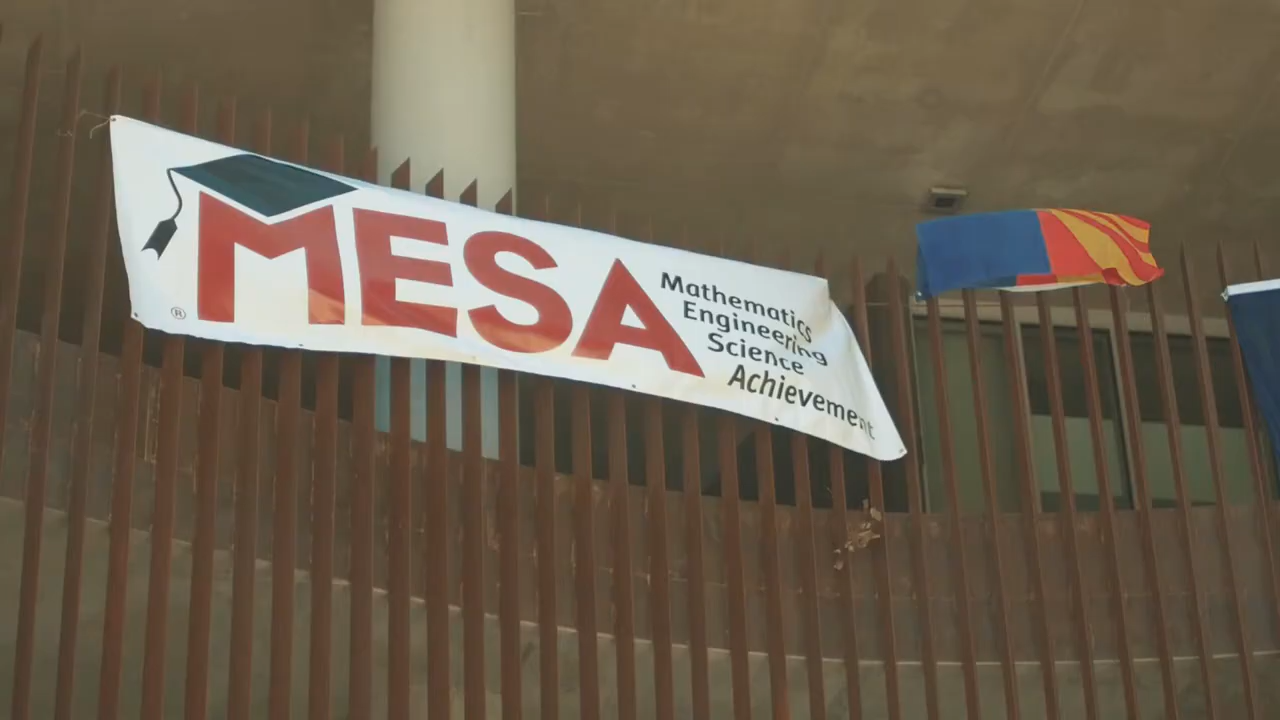 MESA
Mathematics
Engineering
Science
Achievement
®